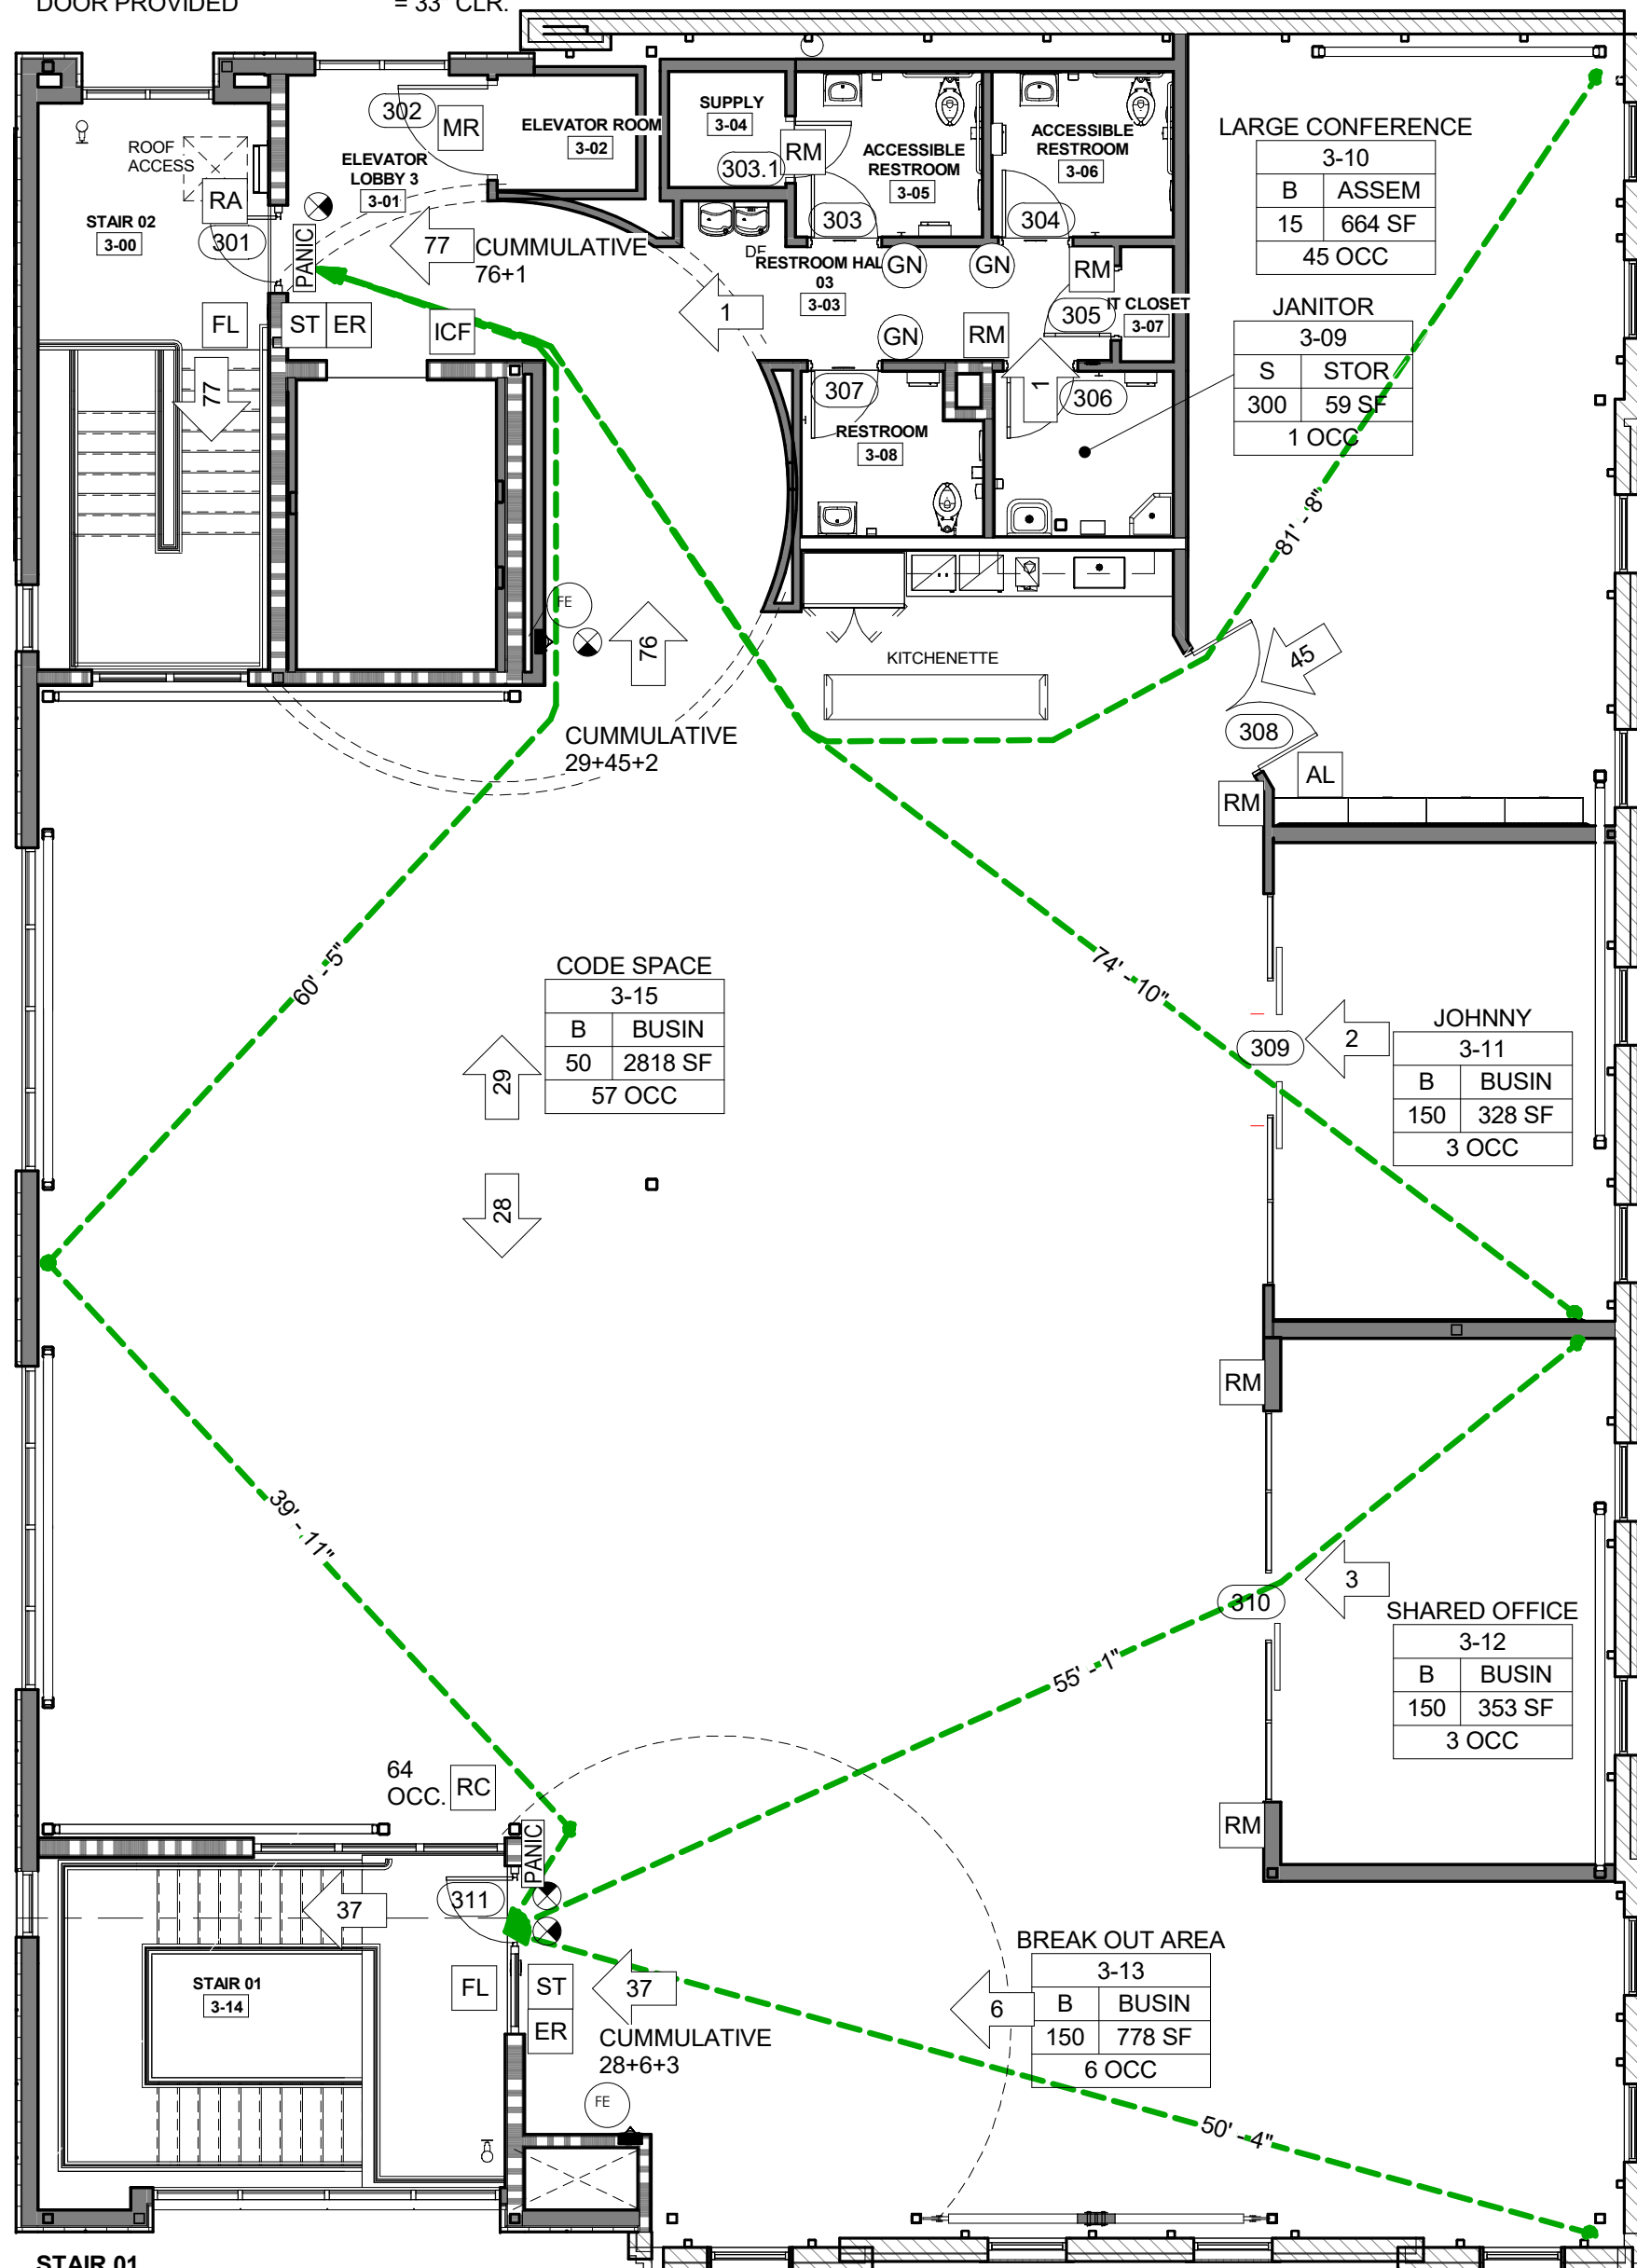 DOOR PROVIDED = 33" CLR.
302
MR
ELEVATOR ROOM
3-02
SUPPLY
3-04
RM
303.1
ACCESSIBLE
RESTROOM
3-05
ACCESSIBLE
RESTROOM
3-06
LARGE CONFERENCE
3-10
B ASSEM
15 664 SF
45 OCC
ROOF
ACCESS
ELEVATOR
LOBBY 3
3-01
RA
STAIR 02
3-00
301
PANIC
77
CUMMULATIVE
76+1
303
304
DF
RESTROOM HAL
03
3-03
GN
GN
RM
305
IT CLOSET
3-07
1
FL
ST ER
ICF
GN
RM
JANITOR
3-09
S STOR
300 59 SF
1 OCC
77
307
1
306
RESTROOM
3-08
81' - 8"
FE
76
KITCHENETTE
45
308
CUMMULATIVE
29+45+2
AL
RM
60' - 5"
74' - 10"
CODE SPACE
3-15
B BUSIN
50 2818 SF
57 OCC
29
28
309
2
JOHNNY
3-11
B BUSIN
150 328 SF
3 OCC
RM
39' - 11"
310
3
SHARED OFFICE
3-12
B BUSIN
150 353 SF
3 OCC
55' - 1"
64
OCC.
RC
RM
PANIC
37
311
STAIR 01
3-14
FL
ST
ER
37
CUMMULATIVE
28+6+3
FE
6
BREAK OUT AREA
3-13
B BUSIN
150 778 SF
6 OCC
50' - 4"
STAIR 01